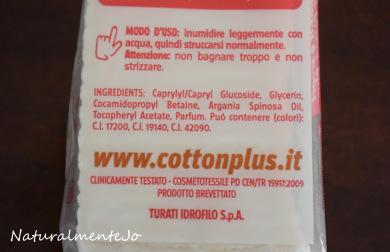 MODO D'USO: inumidire leggermente con
acqua, quindi struccarsi normalmente.
Attenzione: non bagnare troppo e non
strizzare.
INGREDIENTS: Caprylyl/Capryl Glucoside, Glycerin,
Cocamidopropyl Betaine, Argania Spinosa Oil,
Tocopheryl Acetate, Parfum. Può contenere (colori):
C.I. 17200, C.I. 19140, C.I. 42090.
www.cottonplus.it
CLINICAMENTE TESTATO - COSMETOTESSILE PD CEN/TR 15917:2009
PRODOTTO BREVETTATO
TURATI IDROFILO S.p.A.
NaturalmenteJo